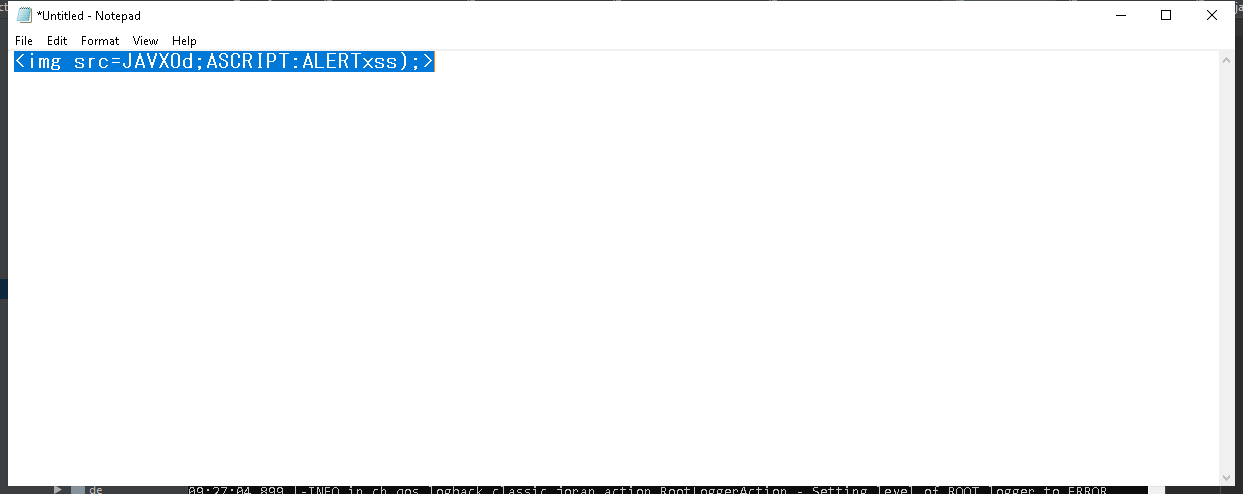 *Untitled - Notepad
File Edit Format View Help
<img src=JAVXOd;ASCRIPT:ALERTxss);>
de
09:27:04,899 |-INFO in ch.qos.logback.classic.joran.action.RootLoggerAction - Setting level of ROOT logger to ERROR